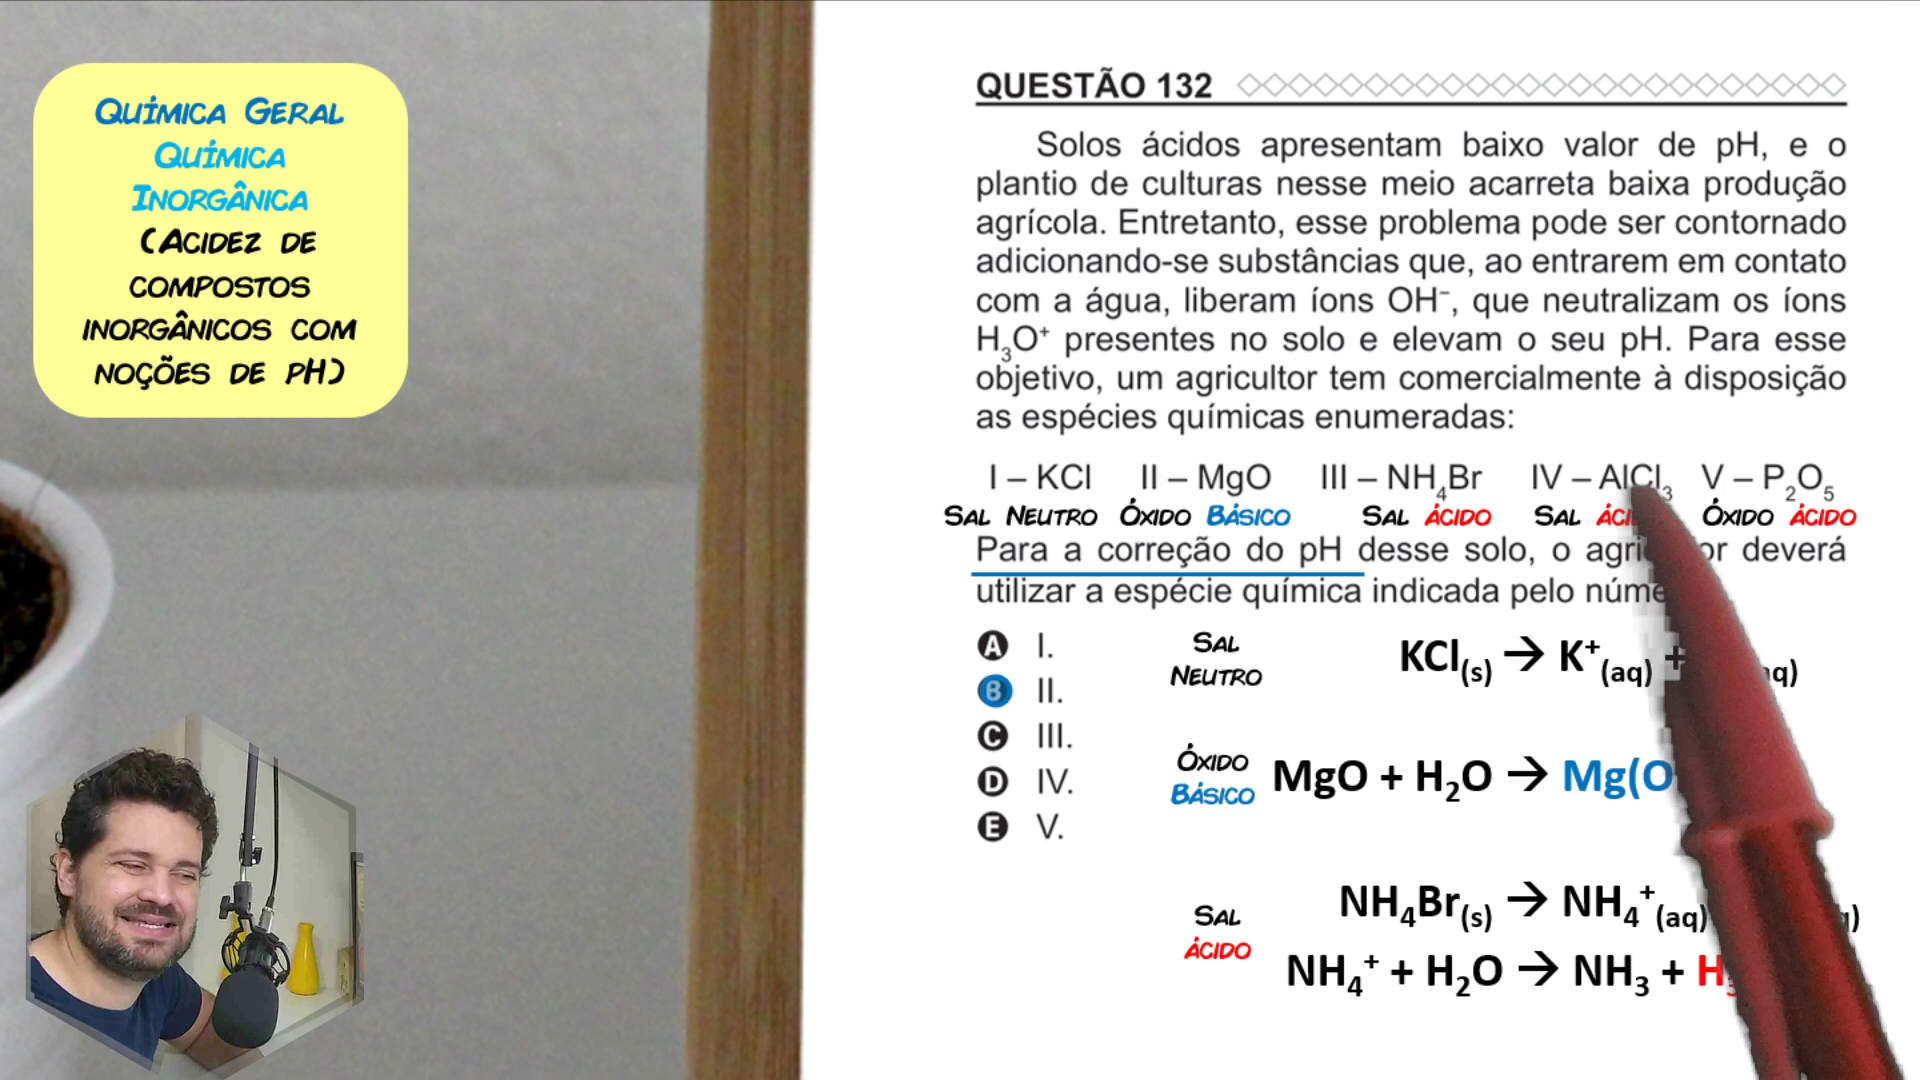 QUÍMICA GERAL
QUÍMICA
INORGÂNICA
(ACIDEZ DE
COMPOSTOS
INORGÂNICOS COM
NOÇÕES DE PH)
QUESTÃO 132
Solos ácidos apresentam baixo valor de pH, e o
plantio de culturas nesse meio acarreta baixa produção
agrícola. Entretanto, esse problema pode ser contornado
adicionando-se substâncias que, ao entrarem em contato
com a água, liberam íons OH⁻, que neutralizam os íons
H₃O⁺ presentes no solo e elevam o seu pH. Para esse
objetivo, um agricultor tem comercialmente à disposição
as espécies químicas enumeradas:
I – KCl II – MgO III – NH₄Br IV – AlCl₃ V – P₂O₅
SAL NEUTRO ÓXIDO BÁSICO SAL ÁCIDO SAL ÓXIDO ÁCIDO
Para a correção do pH desse solo, o deverá
utilizar a espécie química indicada pelo
A I.
B II.
C III.
D IV.
E V.
SAL
NEUTRO
KCl(s) → K⁺(aq) +
ÓXIDO
BÁSICO
MgO + H₂O → Mg(O
SAL
ÁCIDO
NH₄Br(s) → NH₄⁺(aq)
NH₄⁺ + H₂O → NH₃ + H₃